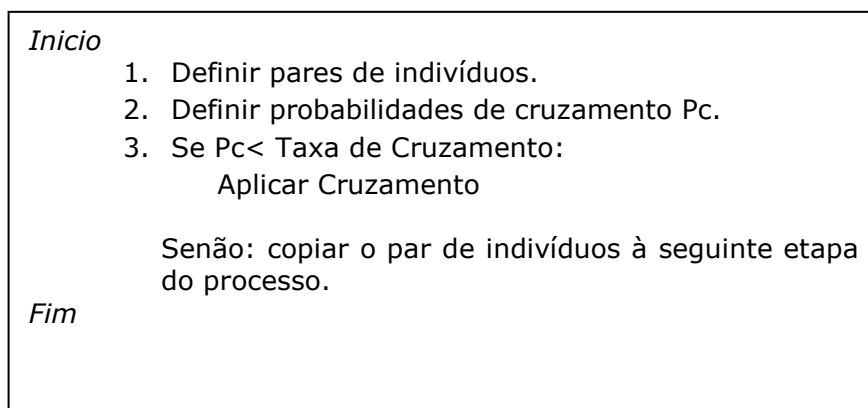 Inicio
1. Definir pares de indivíduos.
2. Definir probabilidades de cruzamento Pc.
3. Se Pc< Taxa de Cruzamento:
Aplicar Cruzamento
Senão: copiar o par de indivíduos à seguinte etapa
do processo.
Fim